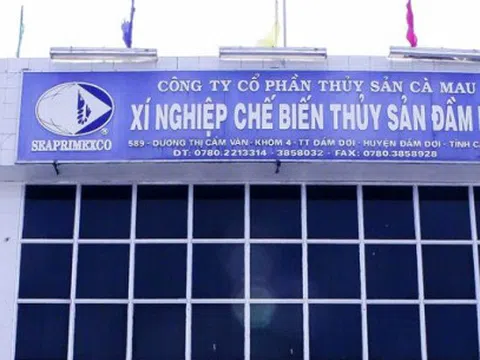 CÔNG TY CỔ PHẦN THỦY SẢN CÀ MAU
XÍ NGHIỆP CHẾ BIẾN THỦY SẢN ĐẦM
SEAPRIMEXCO ®
589 - DƯƠNG THỊ CẨM VÂN - KHÓM 4 - TT ĐẦM DƠI - HUYỆN ĐẦM DƠI - TỈNH C
ĐT: 0780.2213314 - 3858032 - FAX: 0780.3858928